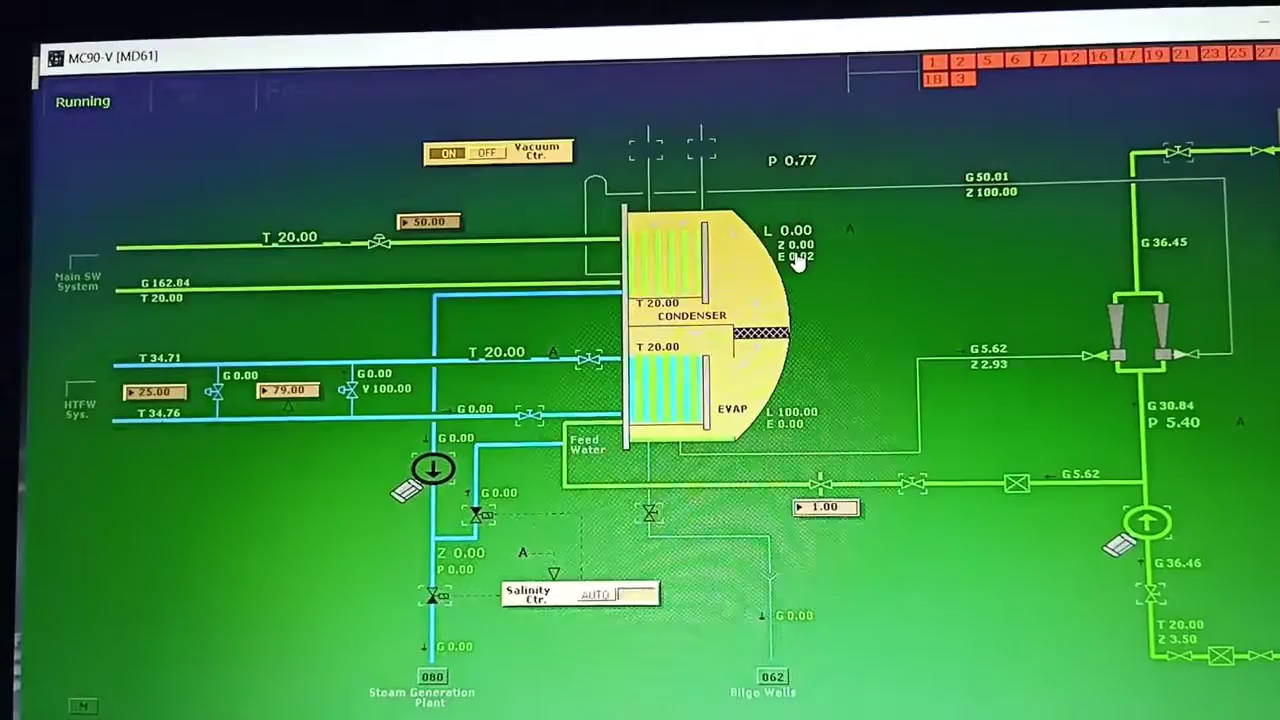 MC90-V [MD61]
Running
1 2 5 6 7 12 16 17 19 21 23 25 27
18 3
ON OFF Vacuum Ctr.
P 0.77
G 50.01
Z 100.00
50.00
T 20.00
L 0.00
Z 0.00
E 0.02
A
G 36.45
Main SW
System
G 162.84
T 20.00
T 20.00
CONDENSER
T 20.00
T 34.71
T 20.00
A
G 5.62
Z 2.93
G 0.00
G 0.00
V 100.00
25.00
79.00
HTFW
Sys.
T 34.76
G 0.00
EVAP
L 100.00
E 0.00
G 30.84
P 5.40
A
G 0.00
Feed
Water
G 5.62
G 0.00
1.00
Z 0.00
P 0.00
A
G 36.46
Salinity
Ctr.
AUTO
G 0.00
T 20.00
Z 3.50
G 0.00
080
Steam Generation
Plant
062
Bilge Wells
M